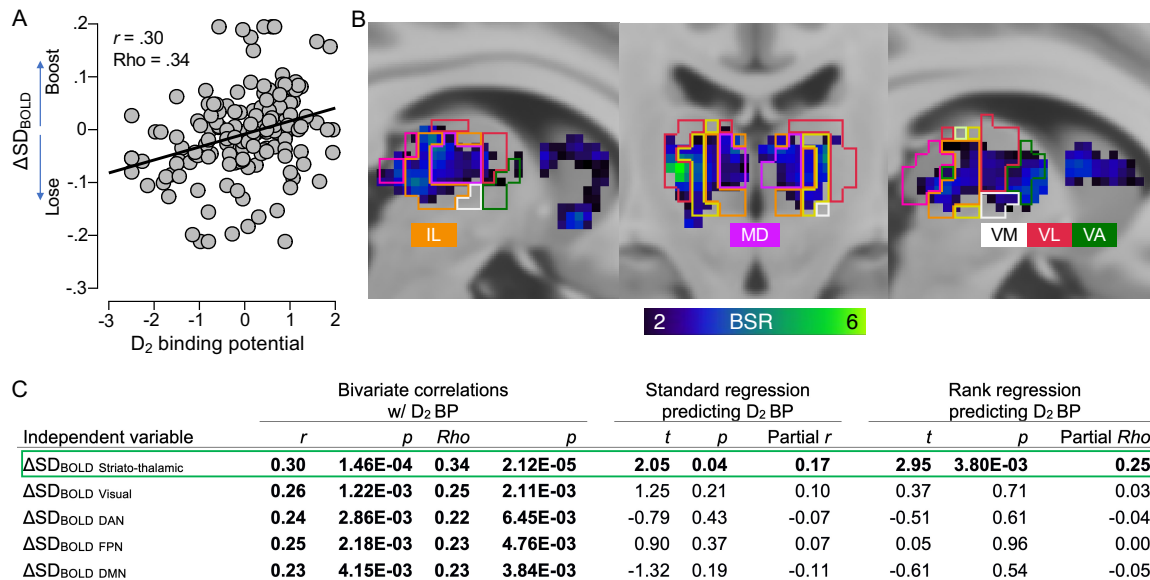 A
r = .30
Rho = .34
ΔSDBOLD
Boost
Lose
.2
.1
0
-.1
-.2
-.3
-3 -2 -1 0 1 2
D2 binding potential
B
IL
MD
VM VL VA
2 BSR 6
C
Bivariate correlations w/ D2 BP
Standard regression predicting D2 BP
Rank regression predicting D2 BP
Independent variable r p Rho p t p Partial r t p Partial Rho
ΔSDBOLD Striato-thalamic 0.30 1.46E-04 0.34 2.12E-05 2.05 0.04 0.17 2.95 3.80E-03 0.25
ΔSDBOLD Visual 0.26 1.22E-03 0.25 2.11E-03 1.25 0.21 0.10 0.37 0.71 0.03
ΔSDBOLD DAN 0.24 2.86E-03 0.22 6.45E-03 -0.79 0.43 -0.07 -0.51 0.61 -0.04
ΔSDBOLD FPN 0.25 2.18E-03 0.23 4.76E-03 0.90 0.37 0.07 0.05 0.96 0.00
ΔSDBOLD DMN 0.23 4.15E-03 0.23 3.84E-03 -1.32 0.19 -0.11 -0.61 0.54 -0.05